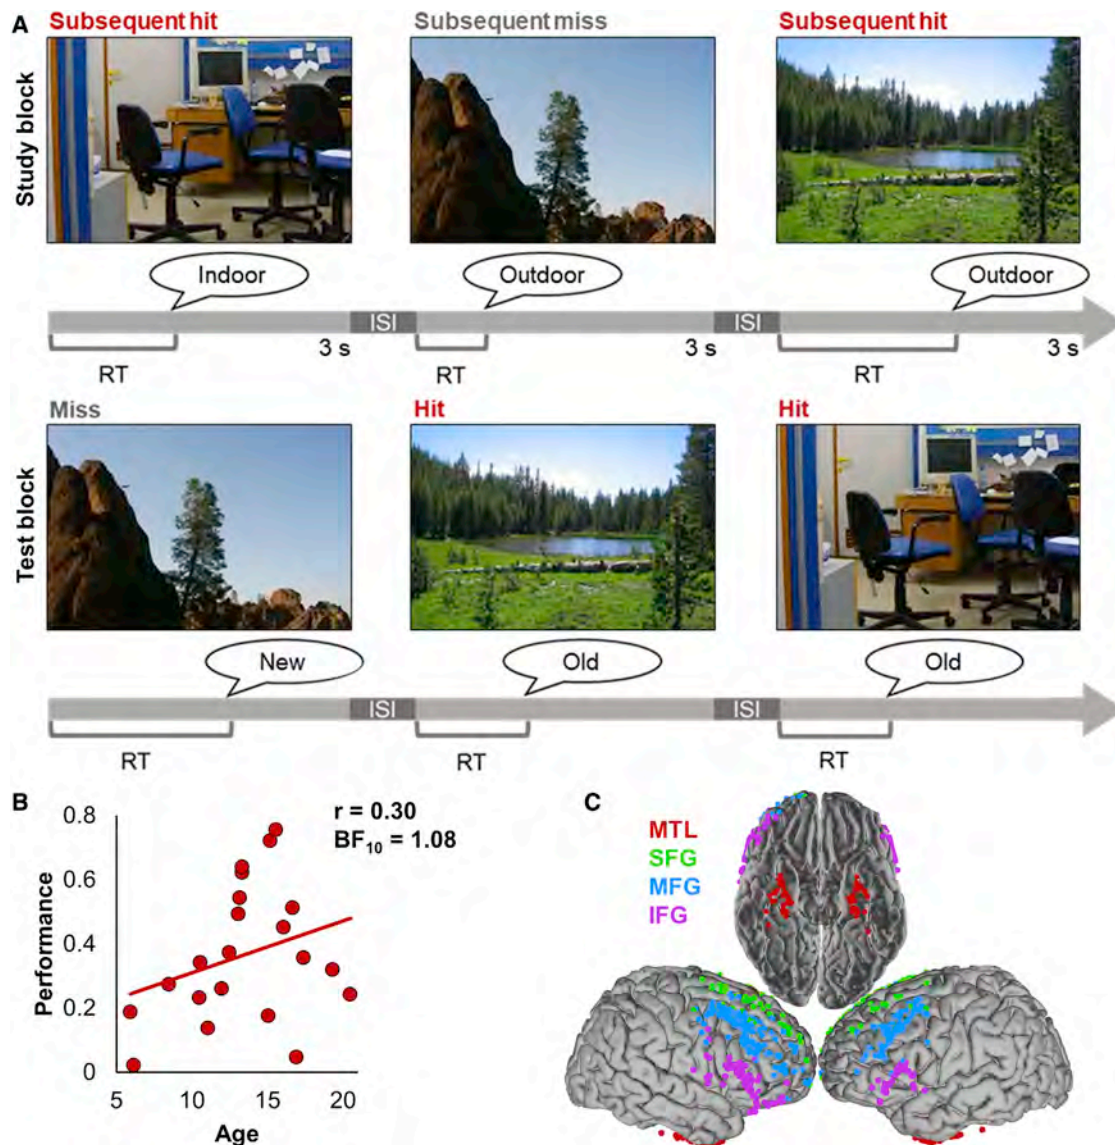 A
Subsequent hit
Subsequent miss
Subsequent hit
Study block
Indoor
Outdoor
Outdoor
ISI
ISI
3 s
3 s
3 s
RT
RT
RT
Miss
Hit
Hit
Test block
New
Old
Old
ISI
ISI
RT
RT
RT
B
r = 0.30
BF₁₀ = 1.08
Performance
0.8
0.6
0.4
0.2
0
5
10
15
20
Age
C
MTL
SFG
MFG
IFG